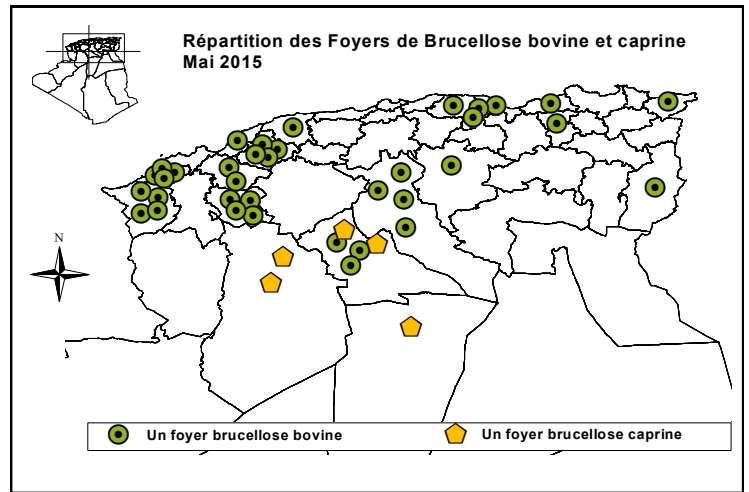 Répartition des Foyers de Brucellose bovine et caprine
Mai 2015
N
Un foyer brucellose bovine
Un foyer brucellose caprine